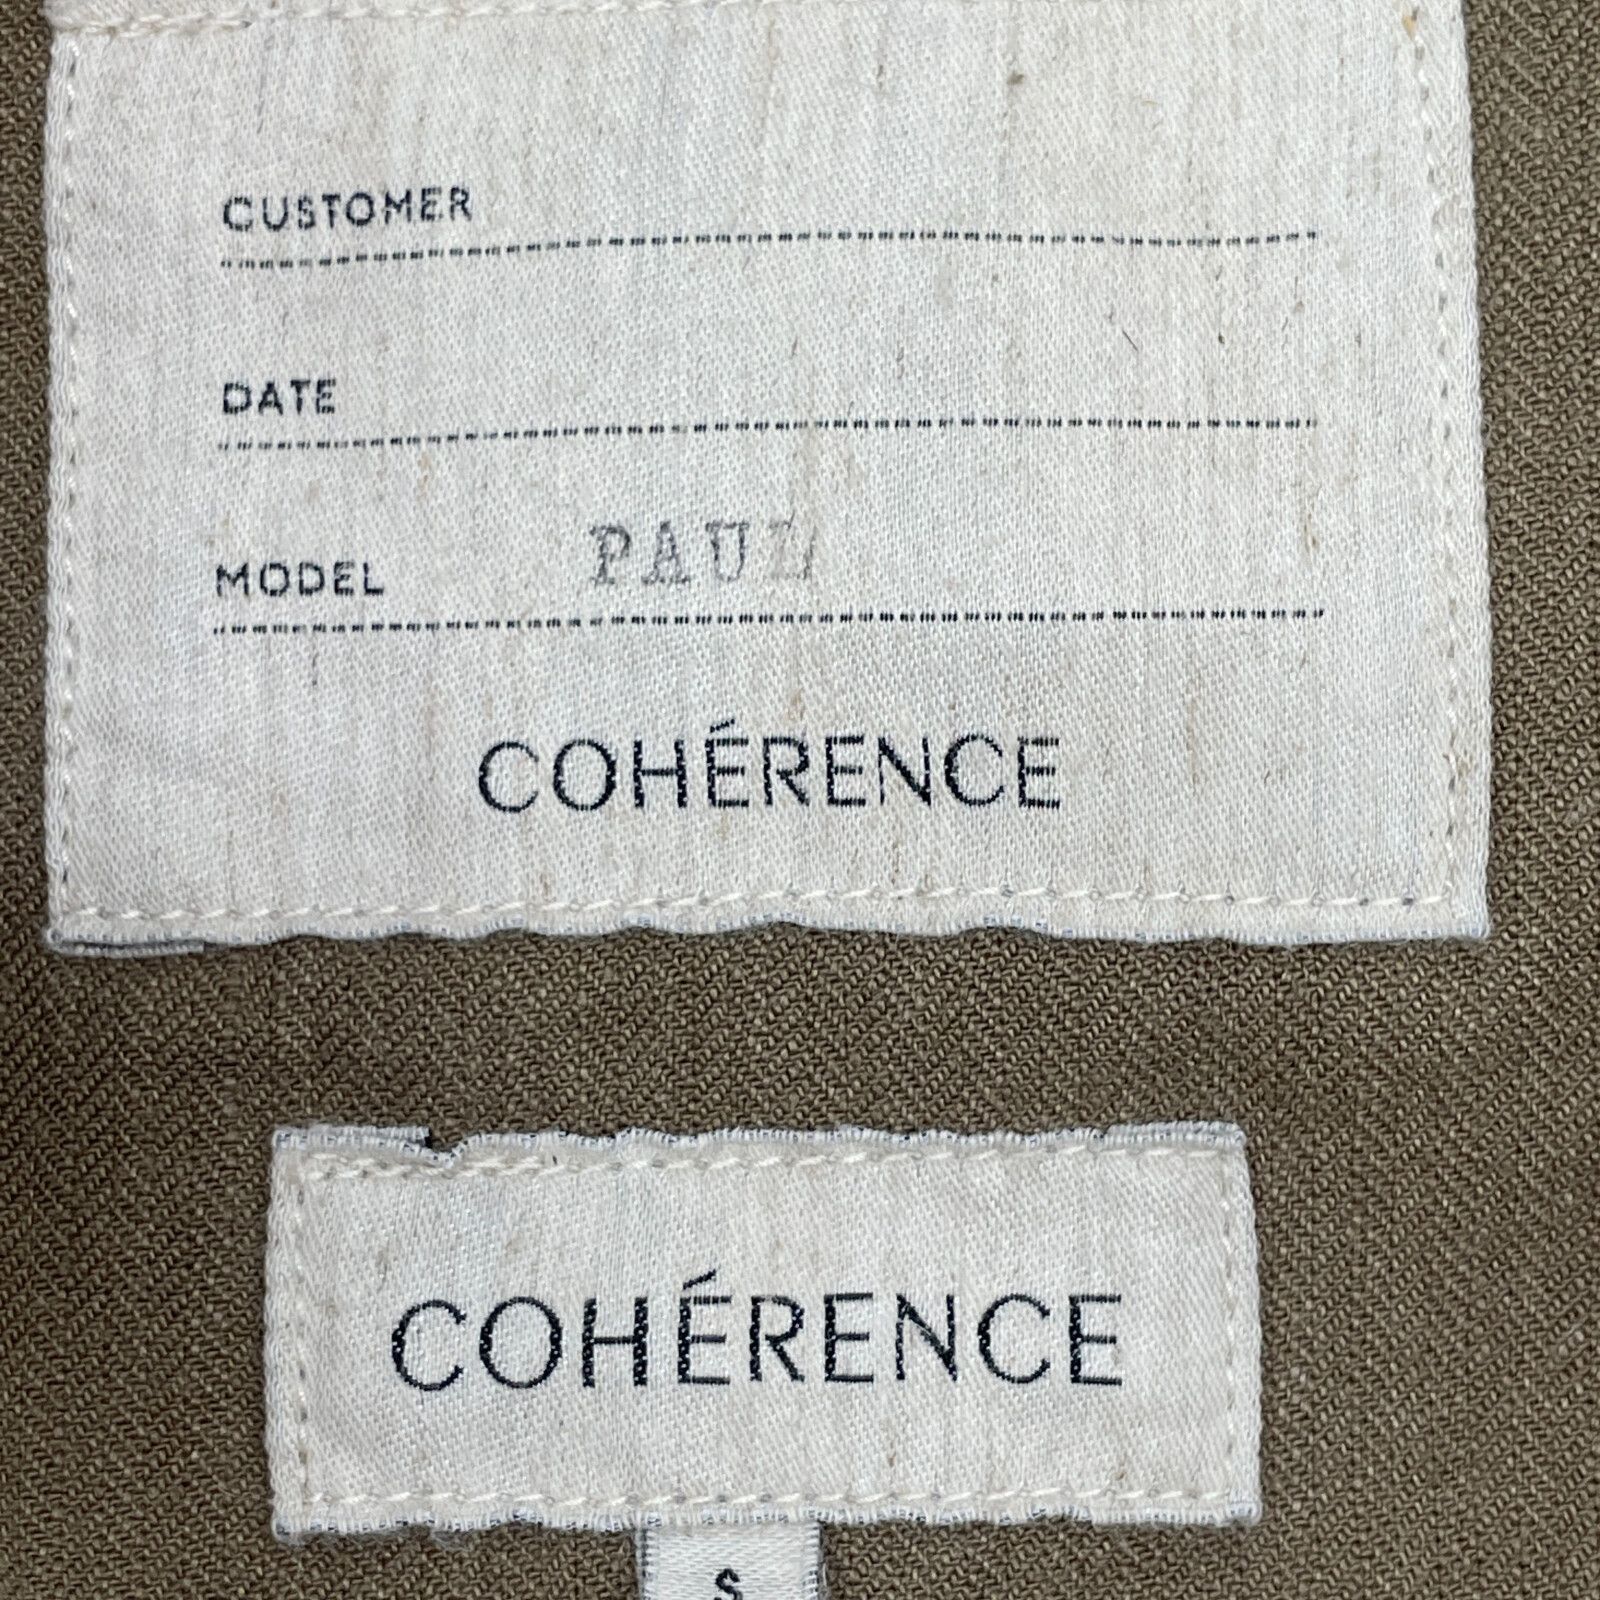 CUSTOMER
DATE
MODEL PAUL
COHÉRENCE
COHÉRENCE
S